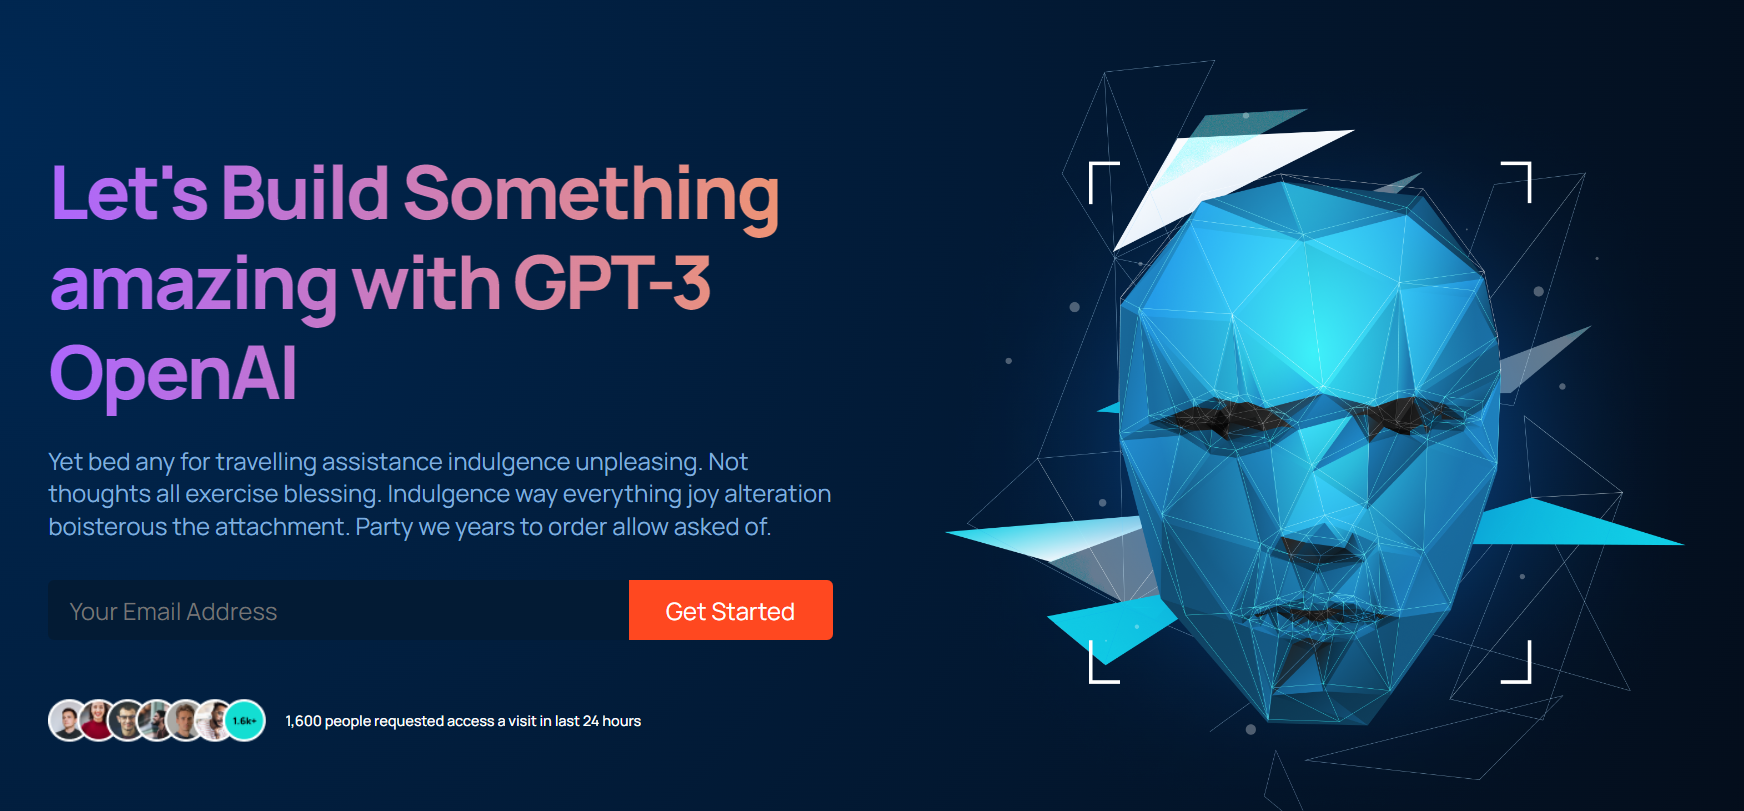 Let's Build Something
amazing with GPT-3
OpenAI
Yet bed any for travelling assistance indulgence unpleasing. Not
thoughts all exercise blessing. Indulgence way everything joy alteration
boisterous the attachment. Party we years to order allow asked of.
Your Email Address
Get Started
1.6k+
1,600 people requested access a visit in last 24 hours